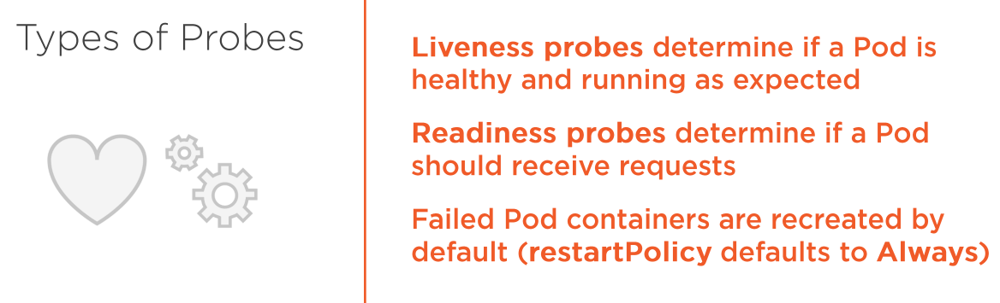 Types of Probes
Liveness probes determine if a Pod is
healthy and running as expected
Readiness probes determine if a Pod
should receive requests
Failed Pod containers are recreated by
default (restartPolicy defaults to Always)